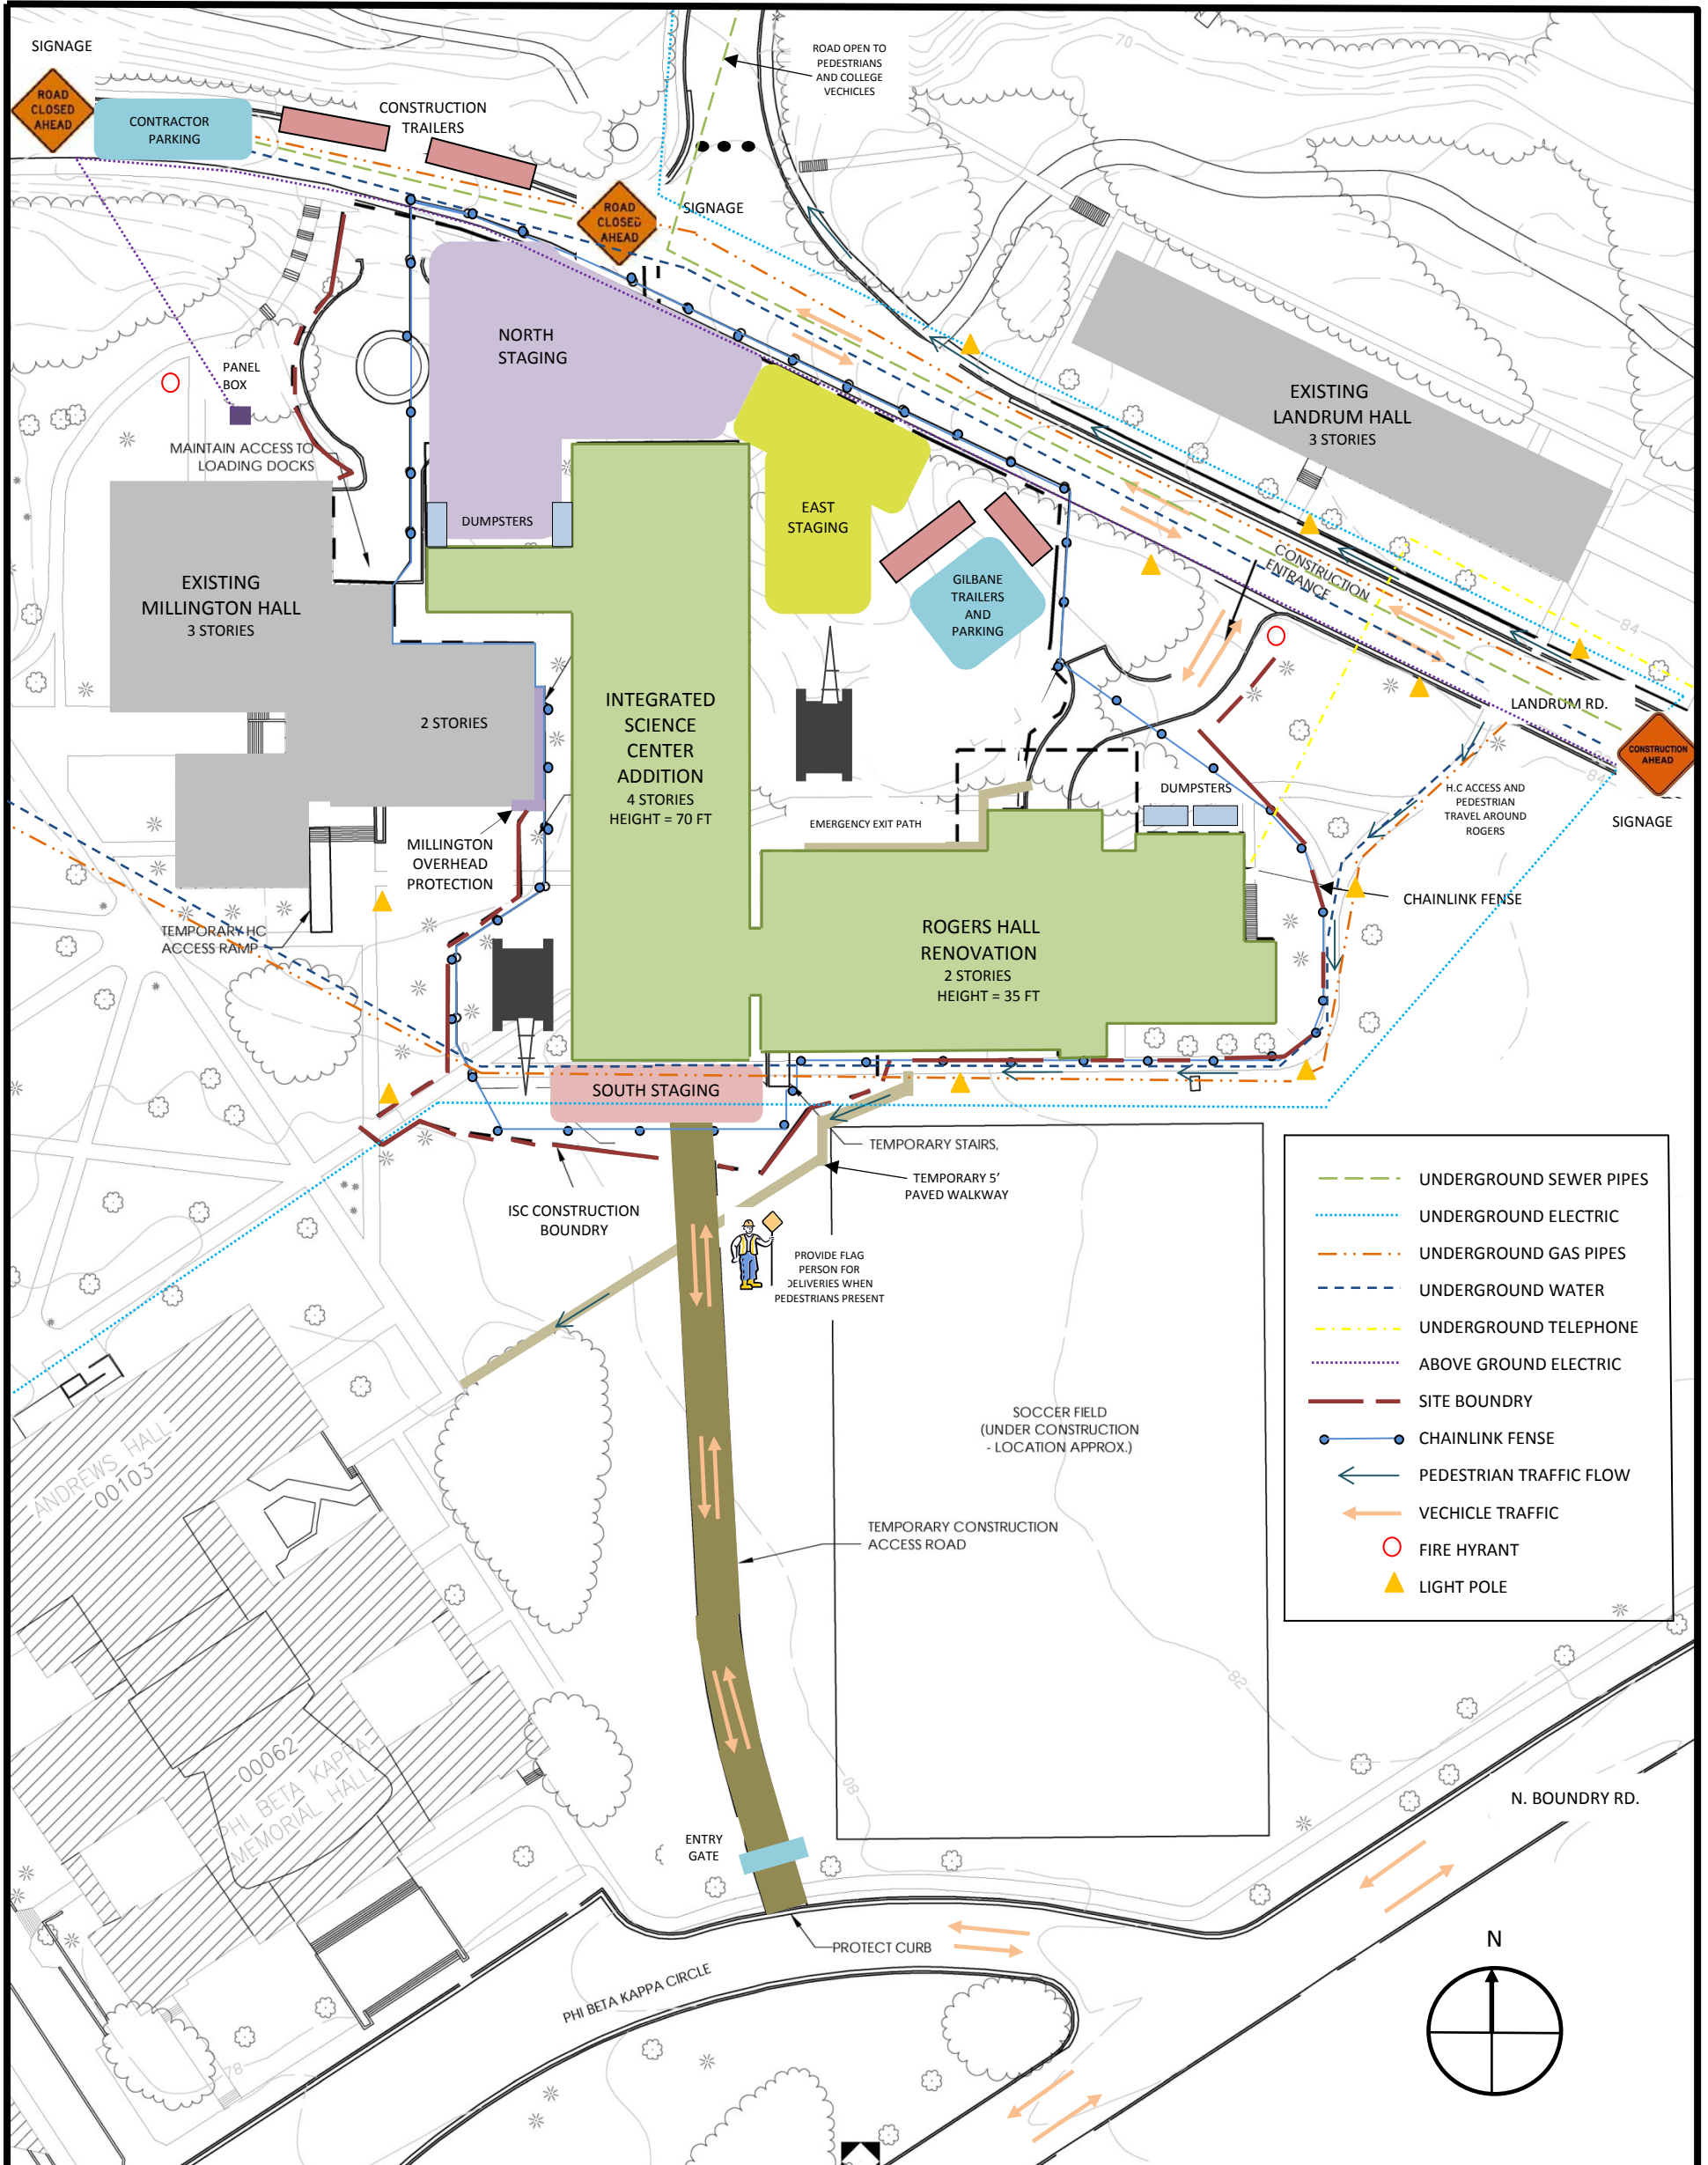 SIGNAGE
ROAD
CLOSED
AHEAD
CONTRACTOR
PARKING
CONSTRUCTION
TRAILERS
ROAD OPEN TO
PEDESTRIANS
AND COLLEGE
VECHICLES
70
ROAD
CLOSED
AHEAD
SIGNAGE
NORTH
STAGING
PANEL
BOX
MAINTAIN ACCESS TO
LOADING DOCKS
EXISTING
LANDRUM HALL
3 STORIES
DUMPSTERS
EAST
STAGING
EXISTING
MILLINGTON HALL
3 STORIES
GILBANE
TRAILERS
AND
PARKING
CONSTRUCTION
ENTRANCE
84
2 STORIES
INTEGRATED
SCIENCE
CENTER
ADDITION
4 STORIES
HEIGHT = 70 FT
LANDRUM RD.
CONSTRUCTION
AHEAD
84
SIGNAGE
DUMPSTERS
H.C ACCESS AND
PEDESTRIAN
TRAVEL AROUND
ROGERS
EMERGENCY EXIT PATH
MILLINGTON
OVERHEAD
PROTECTION
CHAINLINK FENSE
TEMPORARY HC
ACCESS RAMP
ROGERS HALL
RENOVATION
2 STORIES
HEIGHT = 35 FT
SOUTH STAGING
TEMPORARY STAIRS,
TEMPORARY 5'
PAVED WALKWAY
ISC CONSTRUCTION
BOUNDRY
PROVIDE FLAG
PERSON FOR
DELIVERIES WHEN
PEDESTRIANS PRESENT
UNDERGROUND SEWER PIPES
UNDERGROUND ELECTRIC
UNDERGROUND GAS PIPES
UNDERGROUND WATER
UNDERGROUND TELEPHONE
ABOVE GROUND ELECTRIC
SITE BOUNDRY
CHAINLINK FENSE
PEDESTRIAN TRAFFIC FLOW
VECHICLE TRAFFIC
FIRE HYRANT
LIGHT POLE
ANDREWS HALL
00103
SOCCER FIELD
(UNDER CONSTRUCTION
- LOCATION APPROX.)
TEMPORARY CONSTRUCTION
ACCESS ROAD
82
00062
PHI BETA KAPPA
MEMORIAL HALL
80
N. BOUNDRY RD.
ENTRY
GATE
PROTECT CURB
PHI BETA KAPPA CIRCLE
78
N